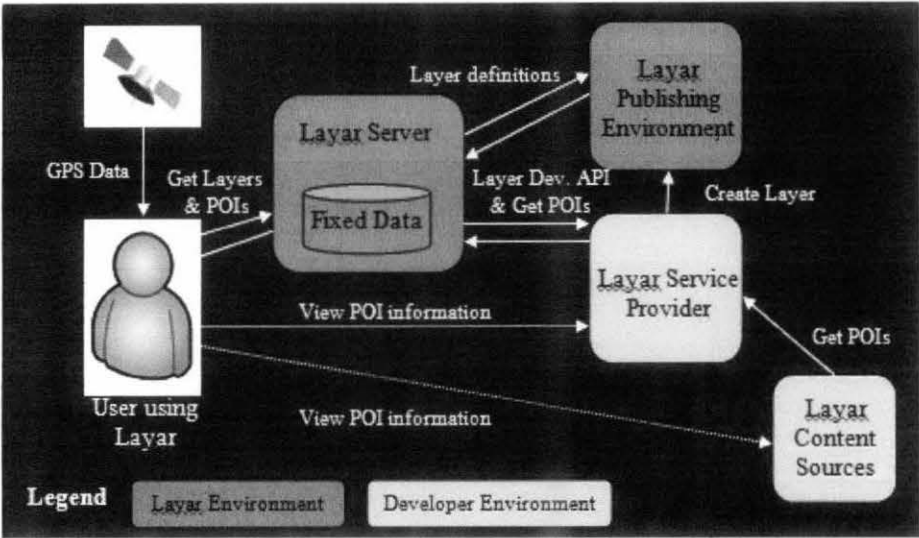 Layer definitions
Layar
Publishing
Environment
Layar Server
GPS Data
Get Layers
& POIs
Fixed Data
Layer Dev. API
& Get POIs
Create Layer
Layar Service
Provider
View POI information
Get POIs
User using
Layar
View POI information
Layar
Content
Sources
Legend
Layar Environment
Developer Environment